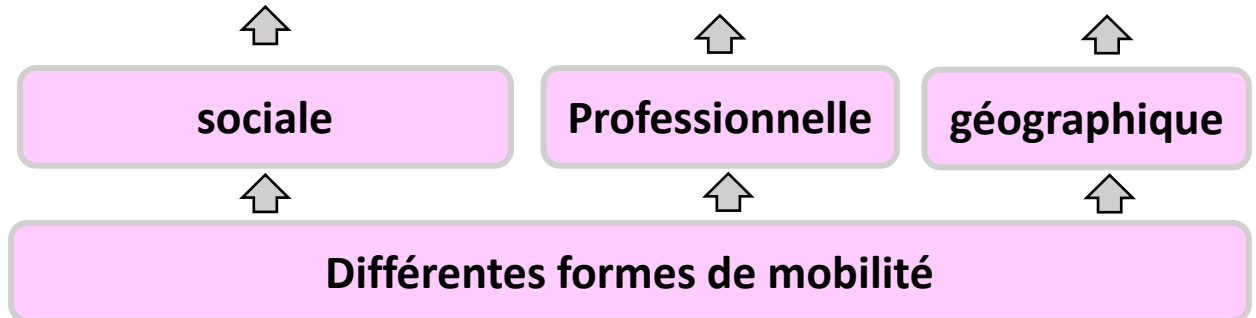 sociale
Professionnelle
géographique
Différentes formes de mobilité